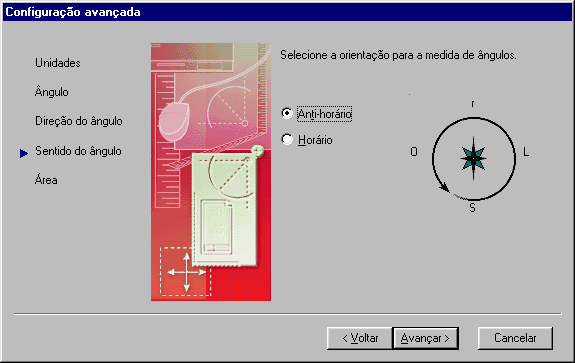 Configuração avançada
Unidades
Ângulo
Direção do ângulo
Sentido do ângulo
Área
Selecione a orientação para a medida de ângulos.
Anti-horário
Horário
r
O
L
S
< Voltar
Avançar >
Cancelar